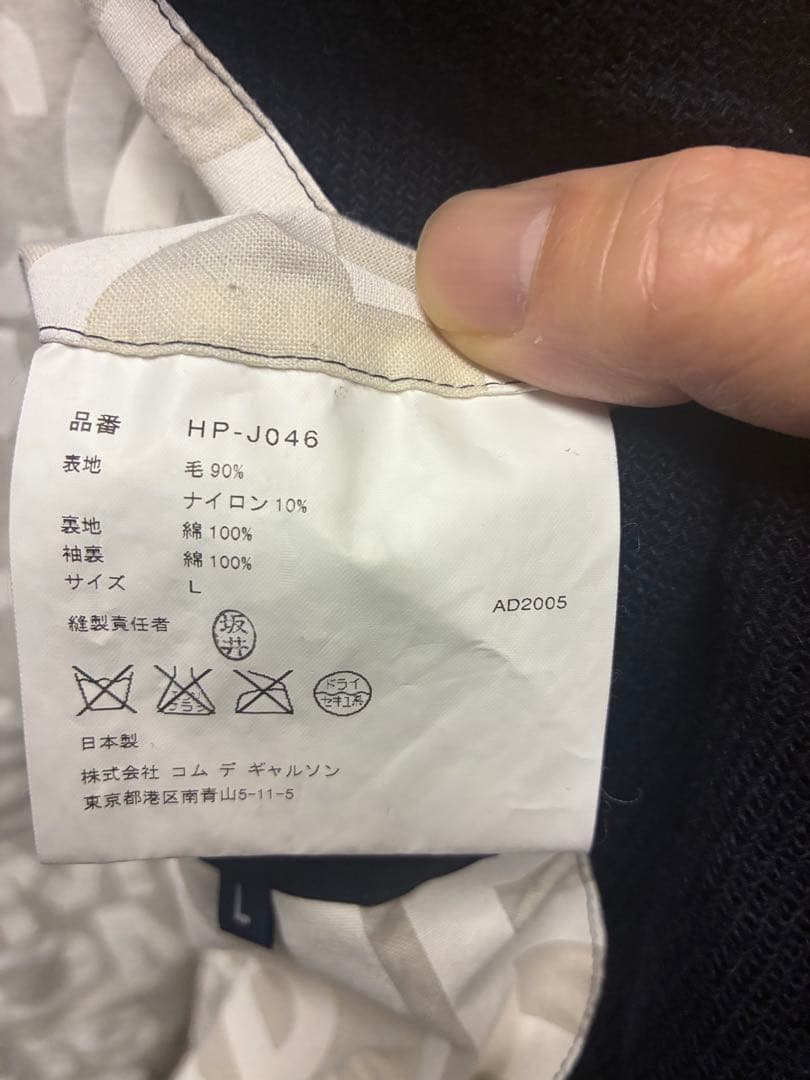 品番 HP-J046
表地 毛 90%
ナイロン 10%
裏地 綿 100%
袖裏 綿 100%
サイズ L
AD2005
縫製責任者 坂井
ドライ
セキユ系
日本製
株式会社 コム デ ギャルソン
東京都港区南青山5-11-5
L